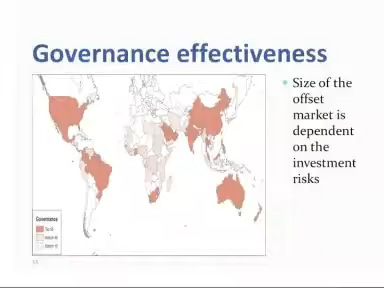 Governance effectiveness
Size of the
offset
market is
dependent
on the
investment
risks
Governance